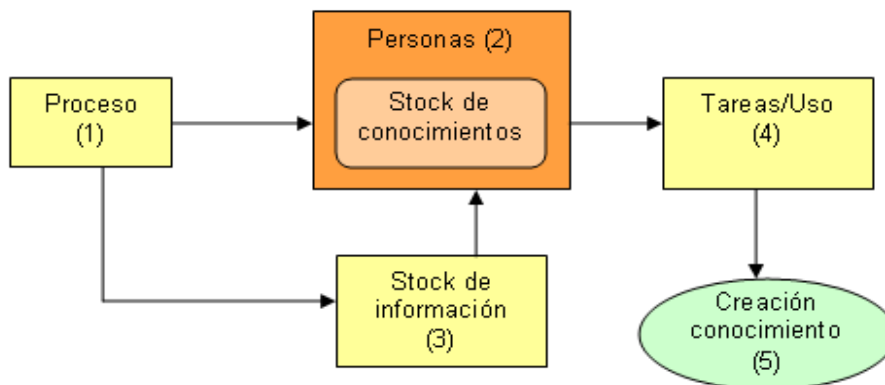 Personas (2)
Stock de
conocimientos
Proceso
(1)
Tareas/Uso
(4)
Stock de
información
(3)
Creación
conocimiento
(5)